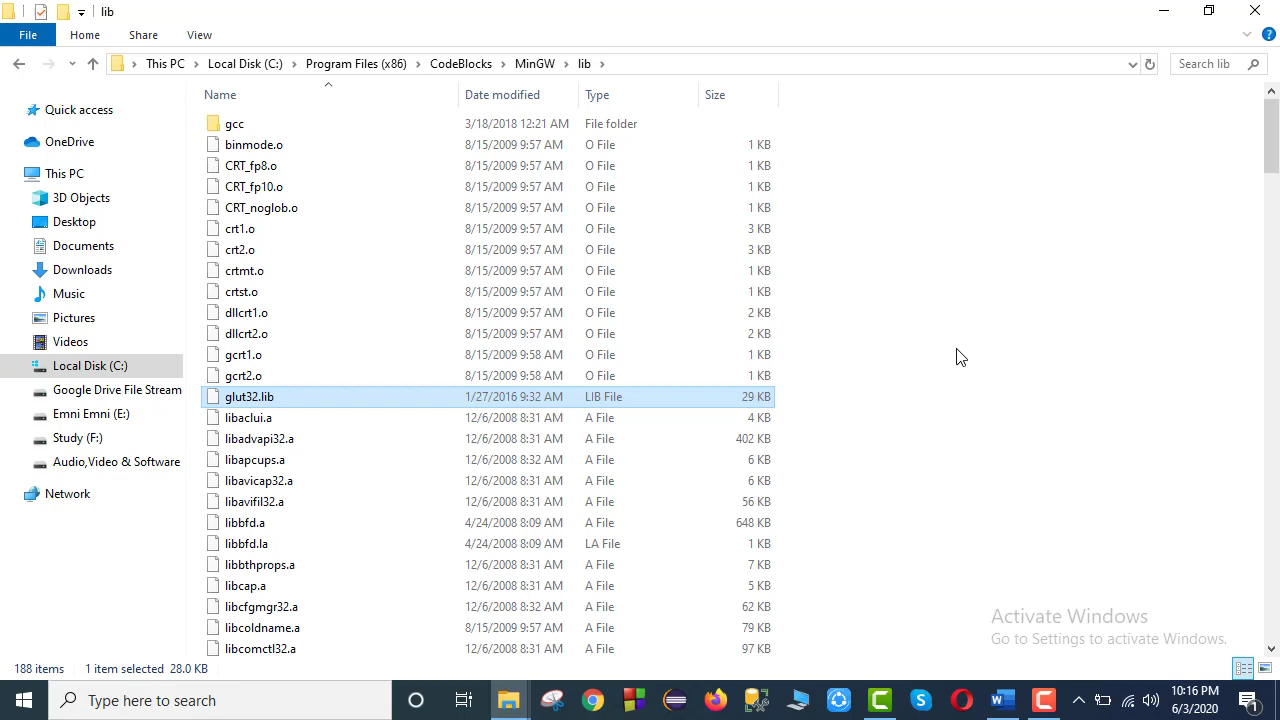 lib
File Home Share View
This PC Local Disk (C:) Program Files (x86) CodeBlocks MinGW lib
Search lib
Name Date modified Type Size
Quick access
OneDrive
This PC
3D Objects
Desktop
Documents
Downloads
Music
Pictures
Videos
Local Disk (C:)
Google Drive File Stream
Emni Emni (E:)
Study (F:)
Audio,Video & Software
Network
gcc 3/18/2018 12:21 AM File folder
binmode.o 8/15/2009 9:57 AM O File 1 KB
CRT_fp8.o 8/15/2009 9:57 AM O File 1 KB
CRT_fp10.o 8/15/2009 9:57 AM O File 1 KB
CRT_noglob.o 8/15/2009 9:57 AM O File 1 KB
crt1.o 8/15/2009 9:57 AM O File 3 KB
crt2.o 8/15/2009 9:57 AM O File 3 KB
crtmt.o 8/15/2009 9:57 AM O File 1 KB
crtst.o 8/15/2009 9:57 AM O File 1 KB
dllcrt1.o 8/15/2009 9:57 AM O File 2 KB
dllcrt2.o 8/15/2009 9:57 AM O File 2 KB
gcrt1.o 8/15/2009 9:58 AM O File 1 KB
gcrt2.o 8/15/2009 9:58 AM O File 1 KB
glut32.lib 1/27/2016 9:32 AM LIB File 29 KB
libaclui.a 12/6/2008 8:31 AM A File 4 KB
libadvapi32.a 12/6/2008 8:31 AM A File 402 KB
libapcups.a 12/6/2008 8:32 AM A File 6 KB
libavicap32.a 12/6/2008 8:31 AM A File 6 KB
libavifil32.a 12/6/2008 8:31 AM A File 56 KB
libbfd.a 4/24/2008 8:09 AM A File 648 KB
libbfd.la 4/24/2008 8:09 AM LA File 1 KB
libbthprops.a 12/6/2008 8:31 AM A File 7 KB
libcap.a 12/6/2008 8:31 AM A File 5 KB
libcfgmgr32.a 12/6/2008 8:32 AM A File 62 KB
libcoldname.a 8/15/2009 9:57 AM A File 79 KB
libcomctl32.a 12/6/2008 8:31 AM A File 97 KB
Activate Windows
Go to Settings to activate Windows.
188 items 1 item selected 28.0 KB
Type here to search
10:16 PM
6/3/2020